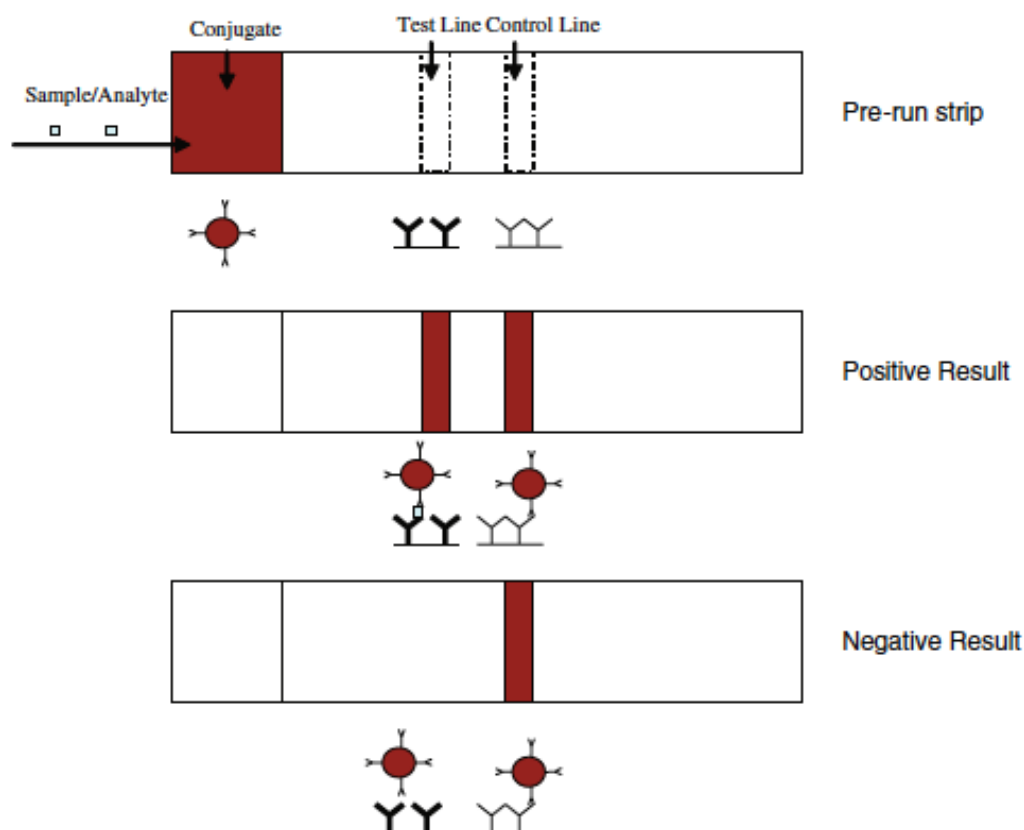 Conjugate
Test Line Control Line
Sample/Analyte
Pre-run strip
Positive Result
Negative Result